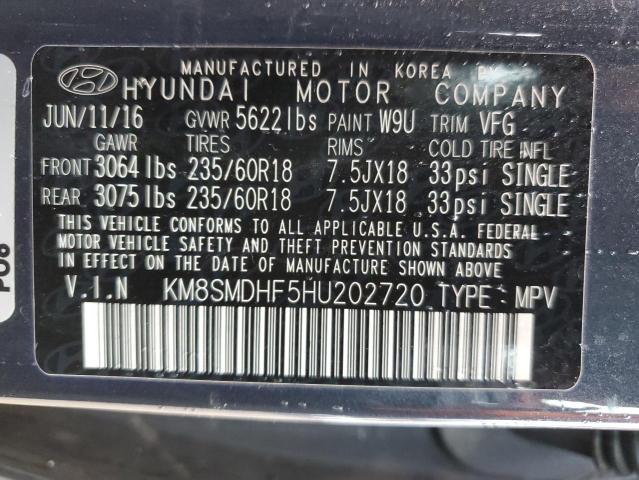 MANUFACTURED IN KOREA BY
HYUNDAI MOTOR COMPANY
JUN/11/16 GVWR 5622lbs PAINT W9U TRIM VFG
GAWR TIRES RIMS COLD TIRE INFL
FRONT 3064lbs 235/60R18 7.5JX18 33psi SINGLE
REAR 3075lbs 235/60R18 7.5JX18 33psi SINGLE
THIS VEHICLE CONFORMS TO ALL APPLICABLE U.S.A. FEDERAL
MOTOR VEHICLE SAFETY AND THEFT PREVENTION STANDARDS
IN EFFECT ON THE DATE OF MANUFACTURE SHOWN ABOVE.
V.I.N KM8SMDHF5HU202720 TYPE : MPV